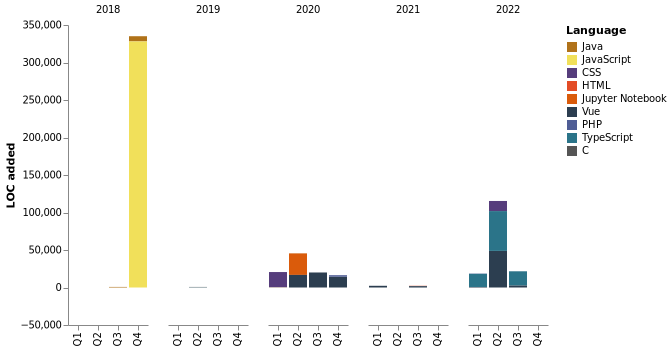 2018 2019 2020 2021 2022
Language
Java
JavaScript
CSS
HTML
Jupyter Notebook
Vue
PHP
TypeScript
C
LOC added
350,000
300,000
250,000
200,000
150,000
100,000
50,000
0
−50,000
Q1 Q2 Q3 Q4 Q1 Q2 Q3 Q4 Q1 Q2 Q3 Q4 Q1 Q2 Q3 Q4 Q1 Q2 Q3 Q4